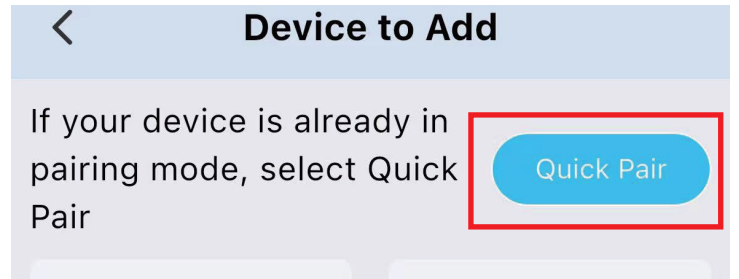 Device to Add
If your device is already in
pairing mode, select Quick
Pair
Quick Pair